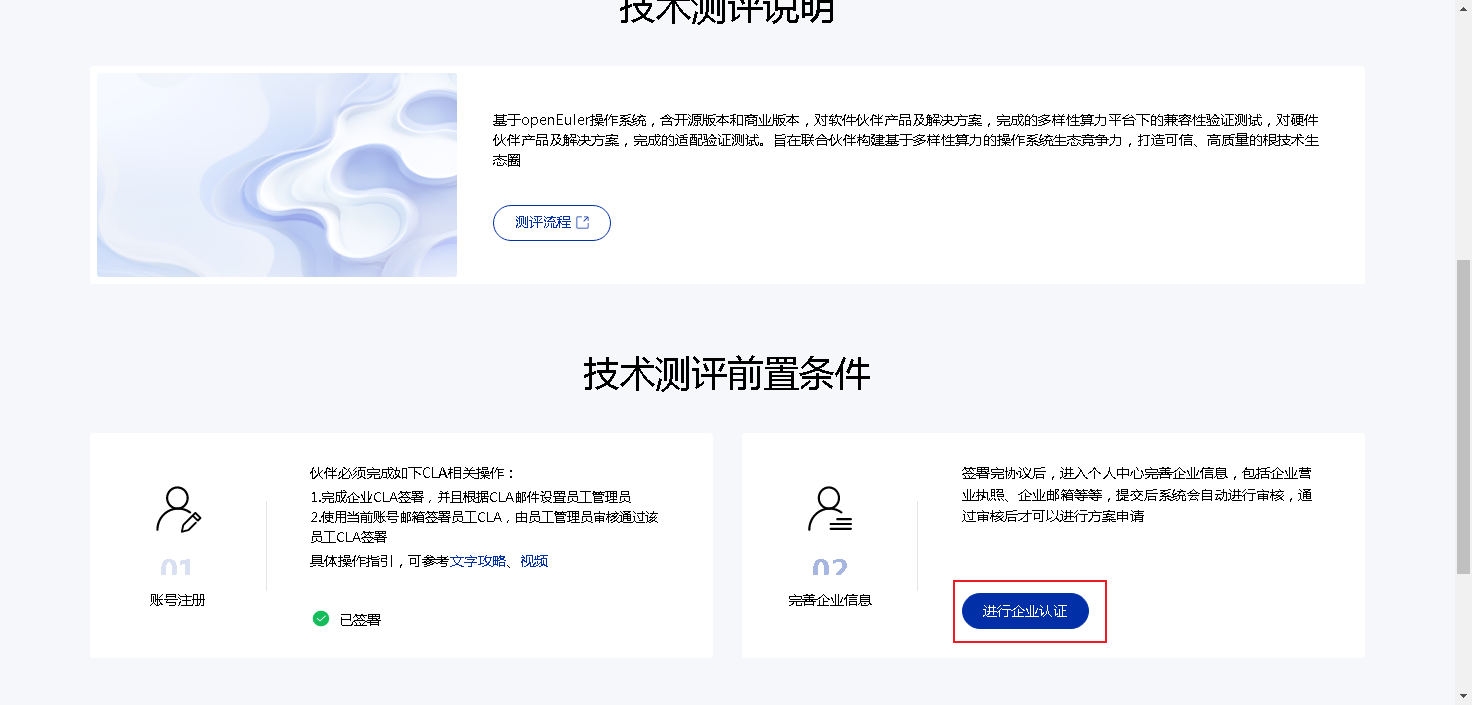 技术测评说明
基于openEuler操作系统，含开源版本和商业版本，对软件伙伴产品及解决方案，完成的多样性算力平台下的兼容性验证测试，对硬件
伙伴产品及解决方案，完成的适配验证测试。旨在联合伙伴构建基于多样性算力的操作系统生态竞争力，打造可信、高质量的根技术生
态圈
测评流程
技术测评前置条件
伙伴必须完成如下CLA相关操作：
1.完成企业CLA签署，并且根据CLA邮件设置员工管理员
2.使用当前账号邮箱签署员工CLA，由员工管理员审核通过该
员工CLA签署
具体操作指引，可参考文字攻略、视频
01
账号注册
已签署
签署完协议后，进入个人中心完善企业信息，包括企业营
业执照、企业邮箱等等，提交后系统会自动进行审核，通
过审核后才可以进行方案申请
02
完善企业信息
进行企业认证